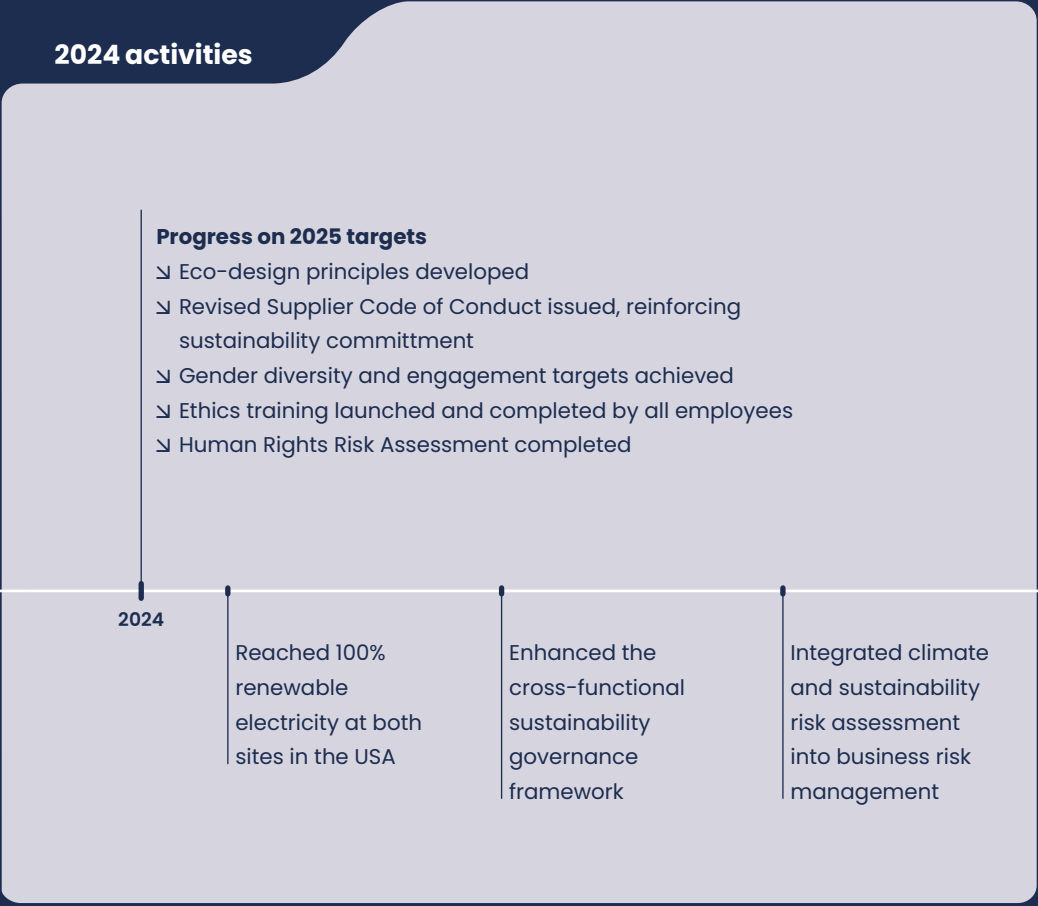 2024 activities
Progress on 2025 targets
↘ Eco-design principles developed
↘ Revised Supplier Code of Conduct issued, reinforcing
sustainability committment
↘ Gender diversity and engagement targets achieved
↘ Ethics training launched and completed by all employees
↘ Human Rights Risk Assessment completed
2024
Reached 100%
renewable
electricity at both
sites in the USA
Enhanced the
cross-functional
sustainability
governance
framework
Integrated climate
and sustainability
risk assessment
into business risk
management